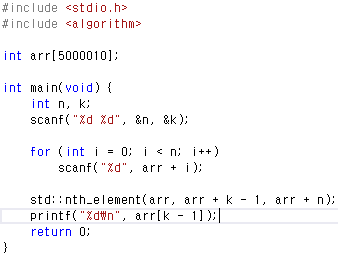 #include <stdio.h>
#include <algorithm>
int arr[5000010];
int main(void) {
int n, k;
scanf("%d %d", &n, &k);
for (int i = 0; i < n; i++)
scanf("%d", arr + i);
std::nth_element(arr, arr + k - 1, arr + n);
printf("%d₩n", arr[k - 1]);
return 0;
}